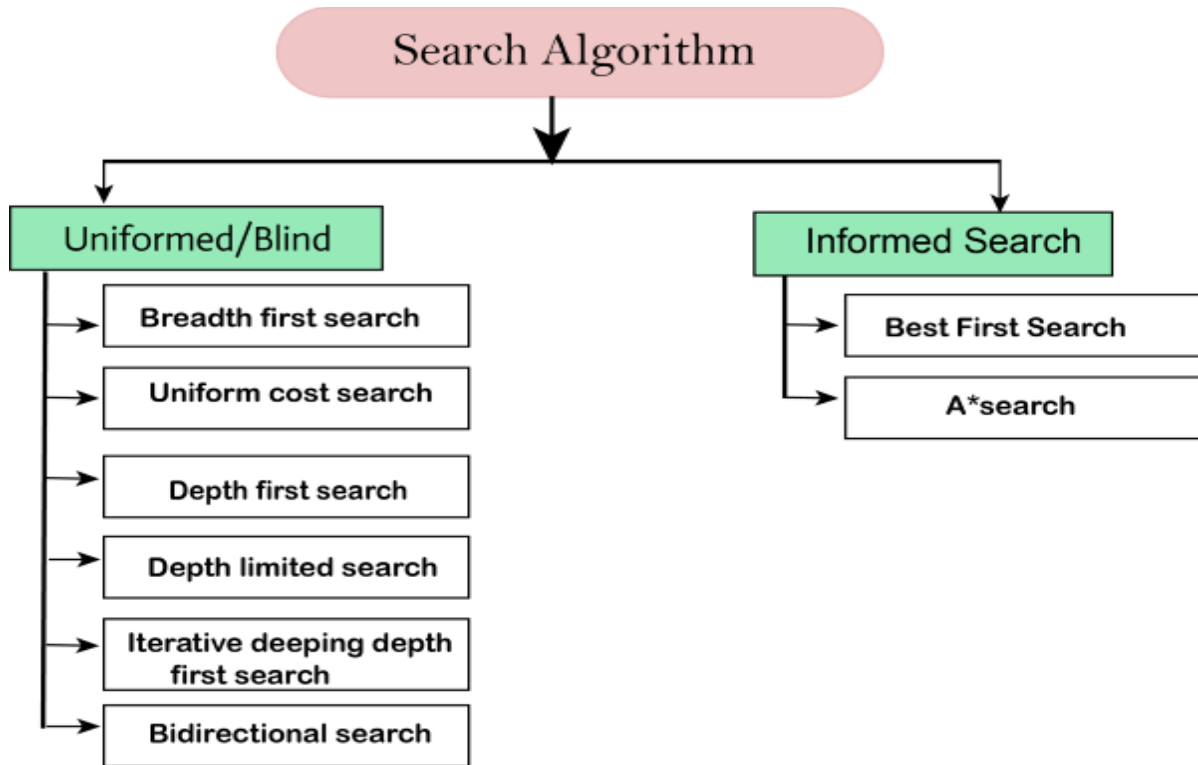 Search Algorithm
Uniformed/Blind
Breadth first search
Uniform cost search
Depth first search
Depth limited search
Iterative deeping depth
first search
Bidirectional search
Informed Search
Best First Search
A*search